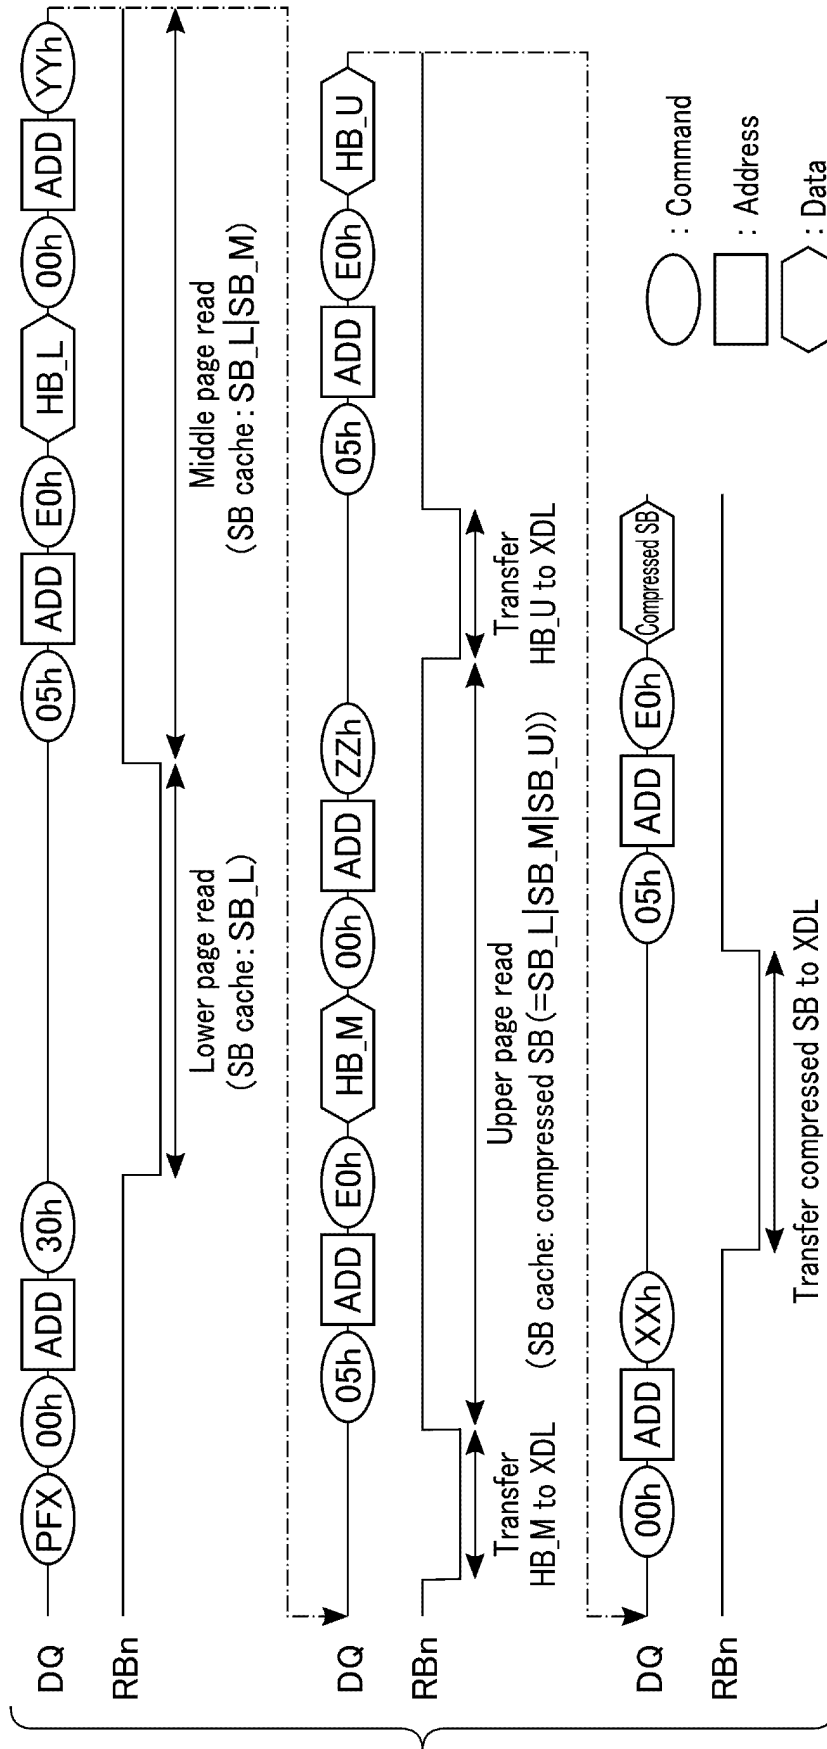 DQ
PFX 00h ADD 30h 05h ADD E0h HB_L 00h ADD YYh
RBn
Lower page read
(SB cache: SB_L)
Middle page read
(SB cache: SB_L|SB_M)
DQ
05h ADD E0h HB_M 00h ADD ZZh 05h ADD E0h HB_U
RBn
Transfer
HB_M to XDL
Upper page read
(SB cache: compressed SB (=SB_L|SB_M|SB_U))
Transfer
HB_U to XDL
DQ
00h ADD XXh 05h ADD E0h Compressed SB
RBn
Transfer compressed SB to XDL
: Command
: Address
: Data